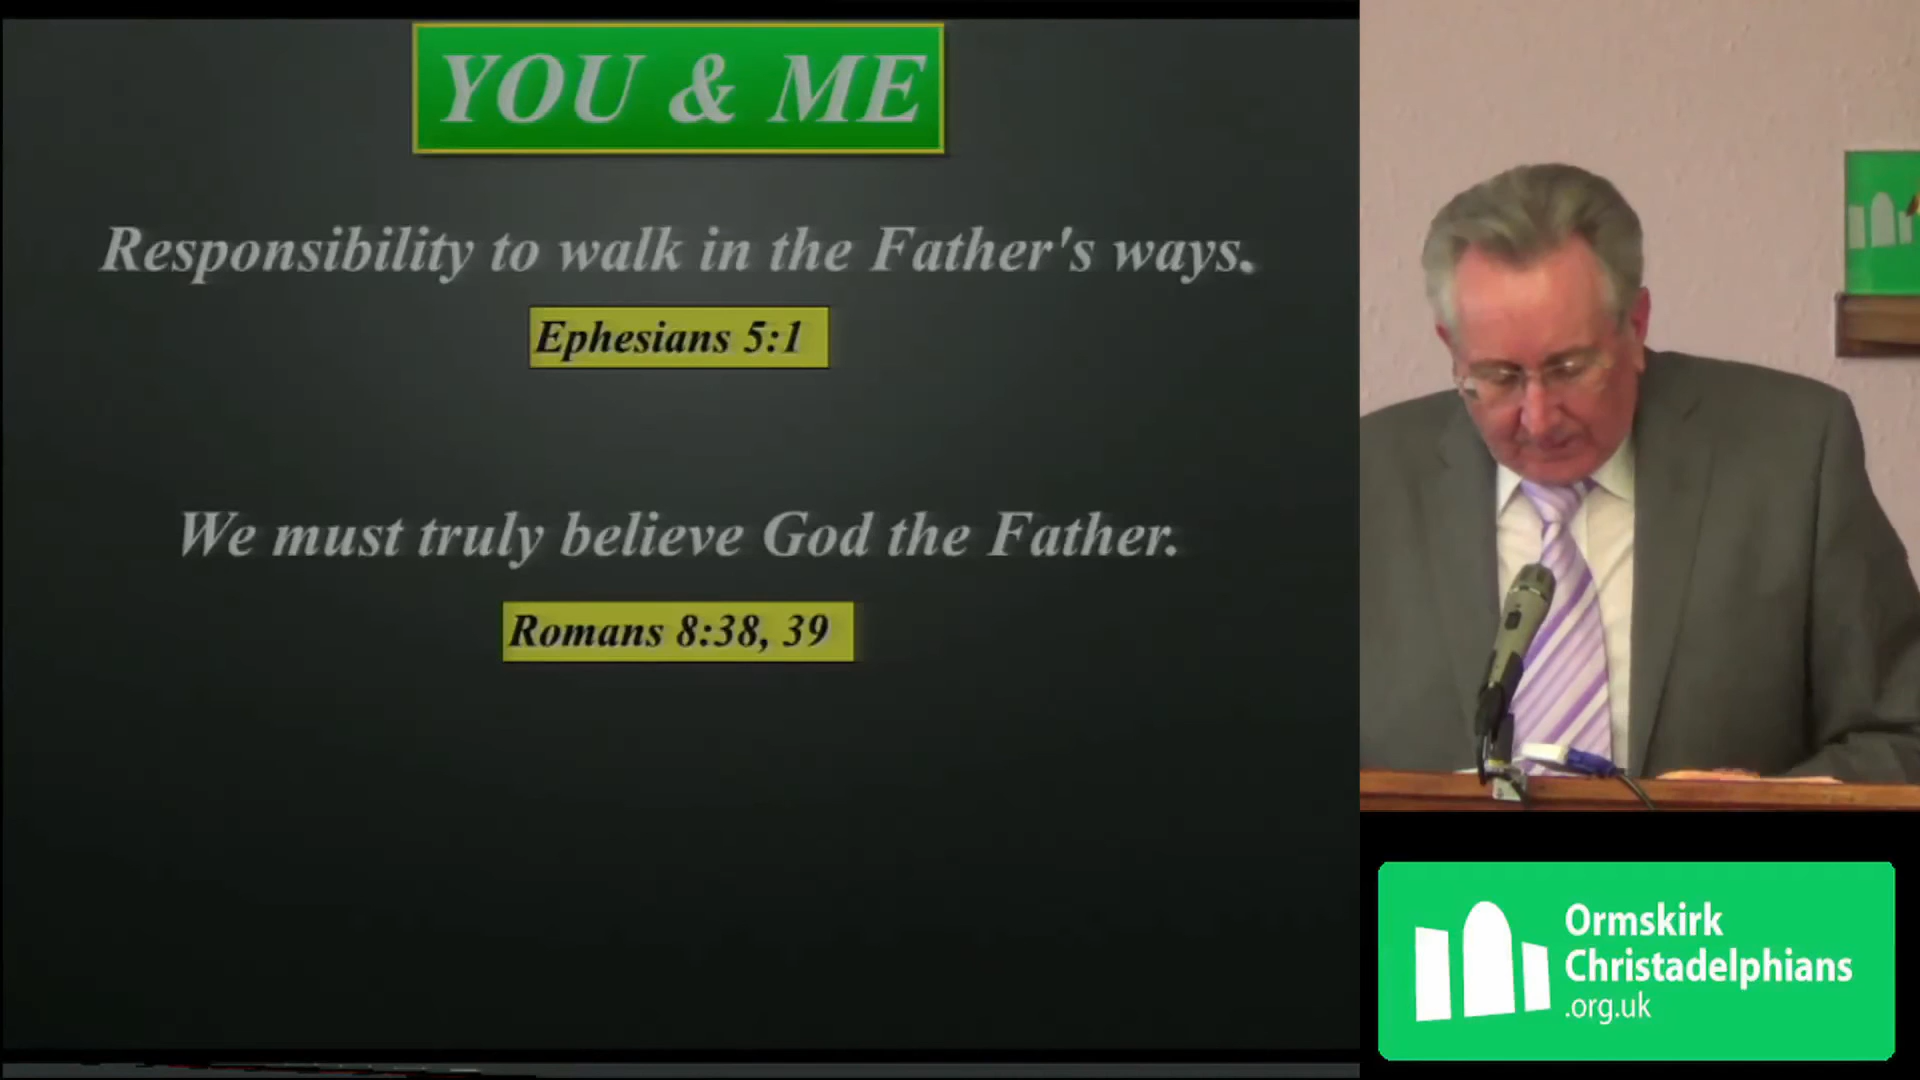 YOU & ME
Responsibility to walk in the Father's ways.
Ephesians 5:1
We must truly believe God the Father.
Romans 8:38, 39
Ormskirk
Christadelphians
.org.uk